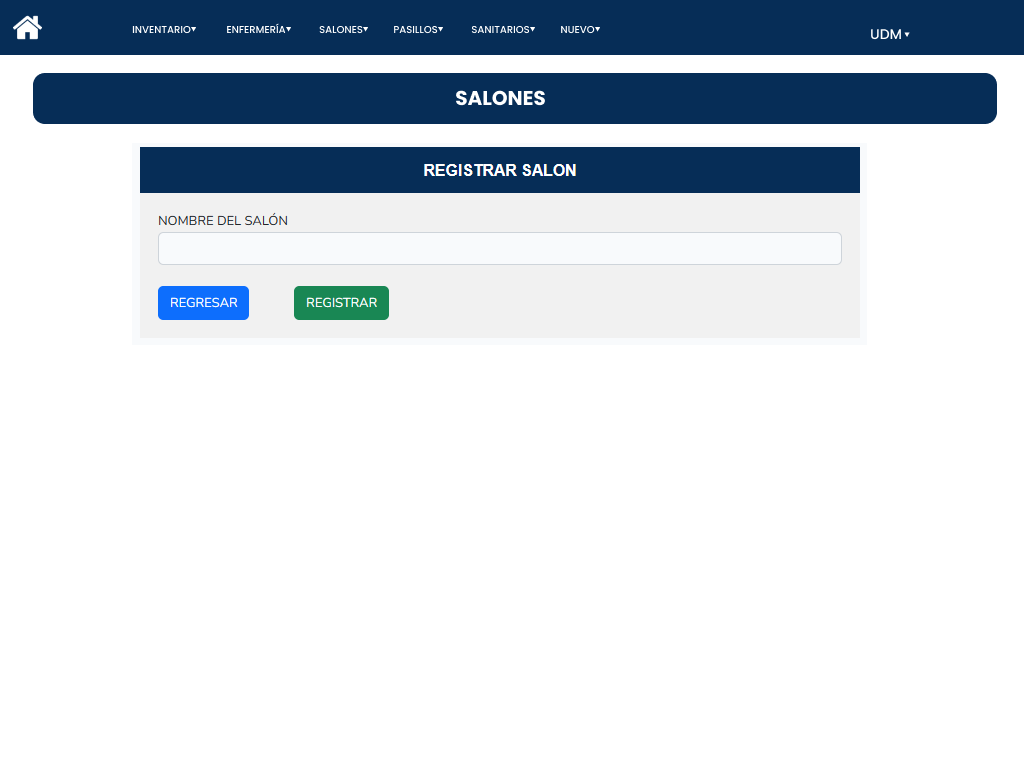 INVENTARIO▾ ENFERMERÍA▾ SALONES▾ PASILLOS▾ SANITARIOS▾ NUEVO▾ UDM ▾
SALONES
REGISTRAR SALON
NOMBRE DEL SALÓN
REGRESAR REGISTRAR